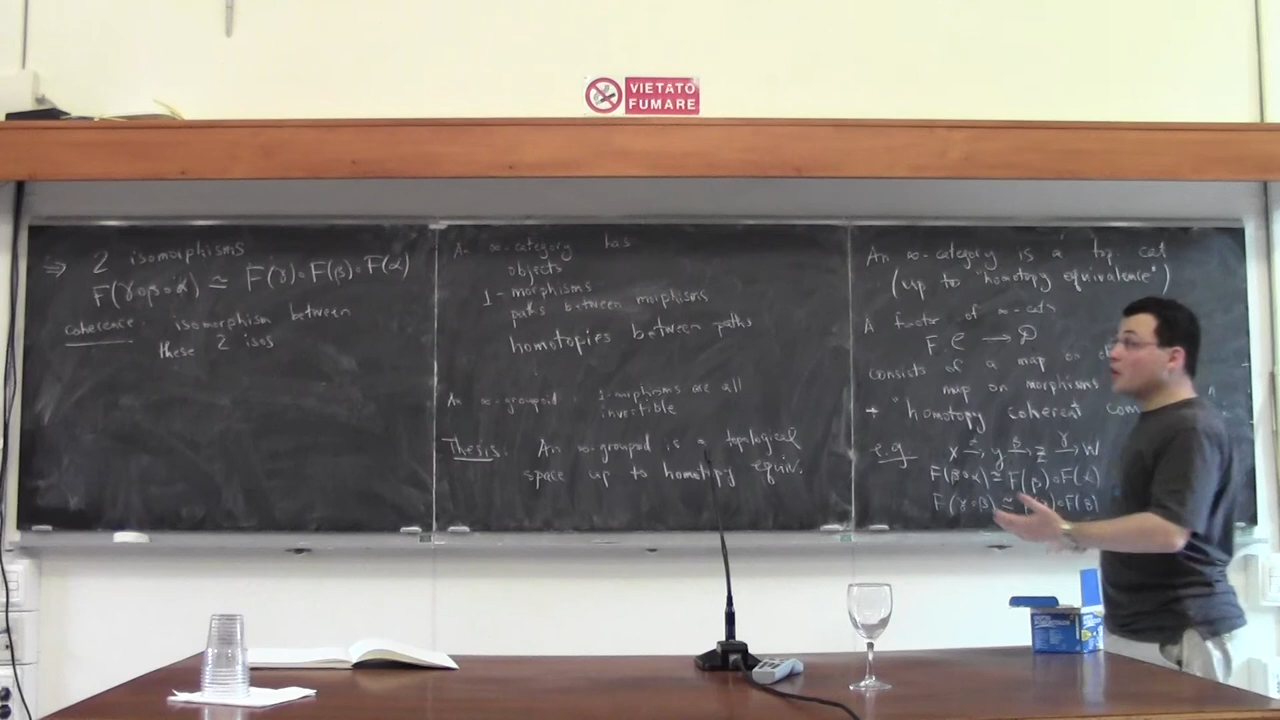 VIETATO
FUMARE
⇒ 2 isomorphisms
F(γ∘β∘α) ≃ F(γ)∘F(β)∘F(α)
coherence: isomorphism between
these 2 isos
An ∞-category has
objects
1-morphisms
paths between morphisms
homotopies between paths
An ∞-groupoid: 1-morphisms are all
invertible
Thesis: An ∞-groupoid is a topological
space up to homotopy equiv.
An ∞-category is a top. cat
(up to "homotopy equivalence")
A functor of ∞-cats
F: C → D
consists of a map on
map on morphisms
+ "homotopy coherent com
e.g. x α→ y β→ z γ→ w
F(β∘α) ≃ F(β)∘F(α)
F(γ∘β) ≃ F(γ)∘F(β)